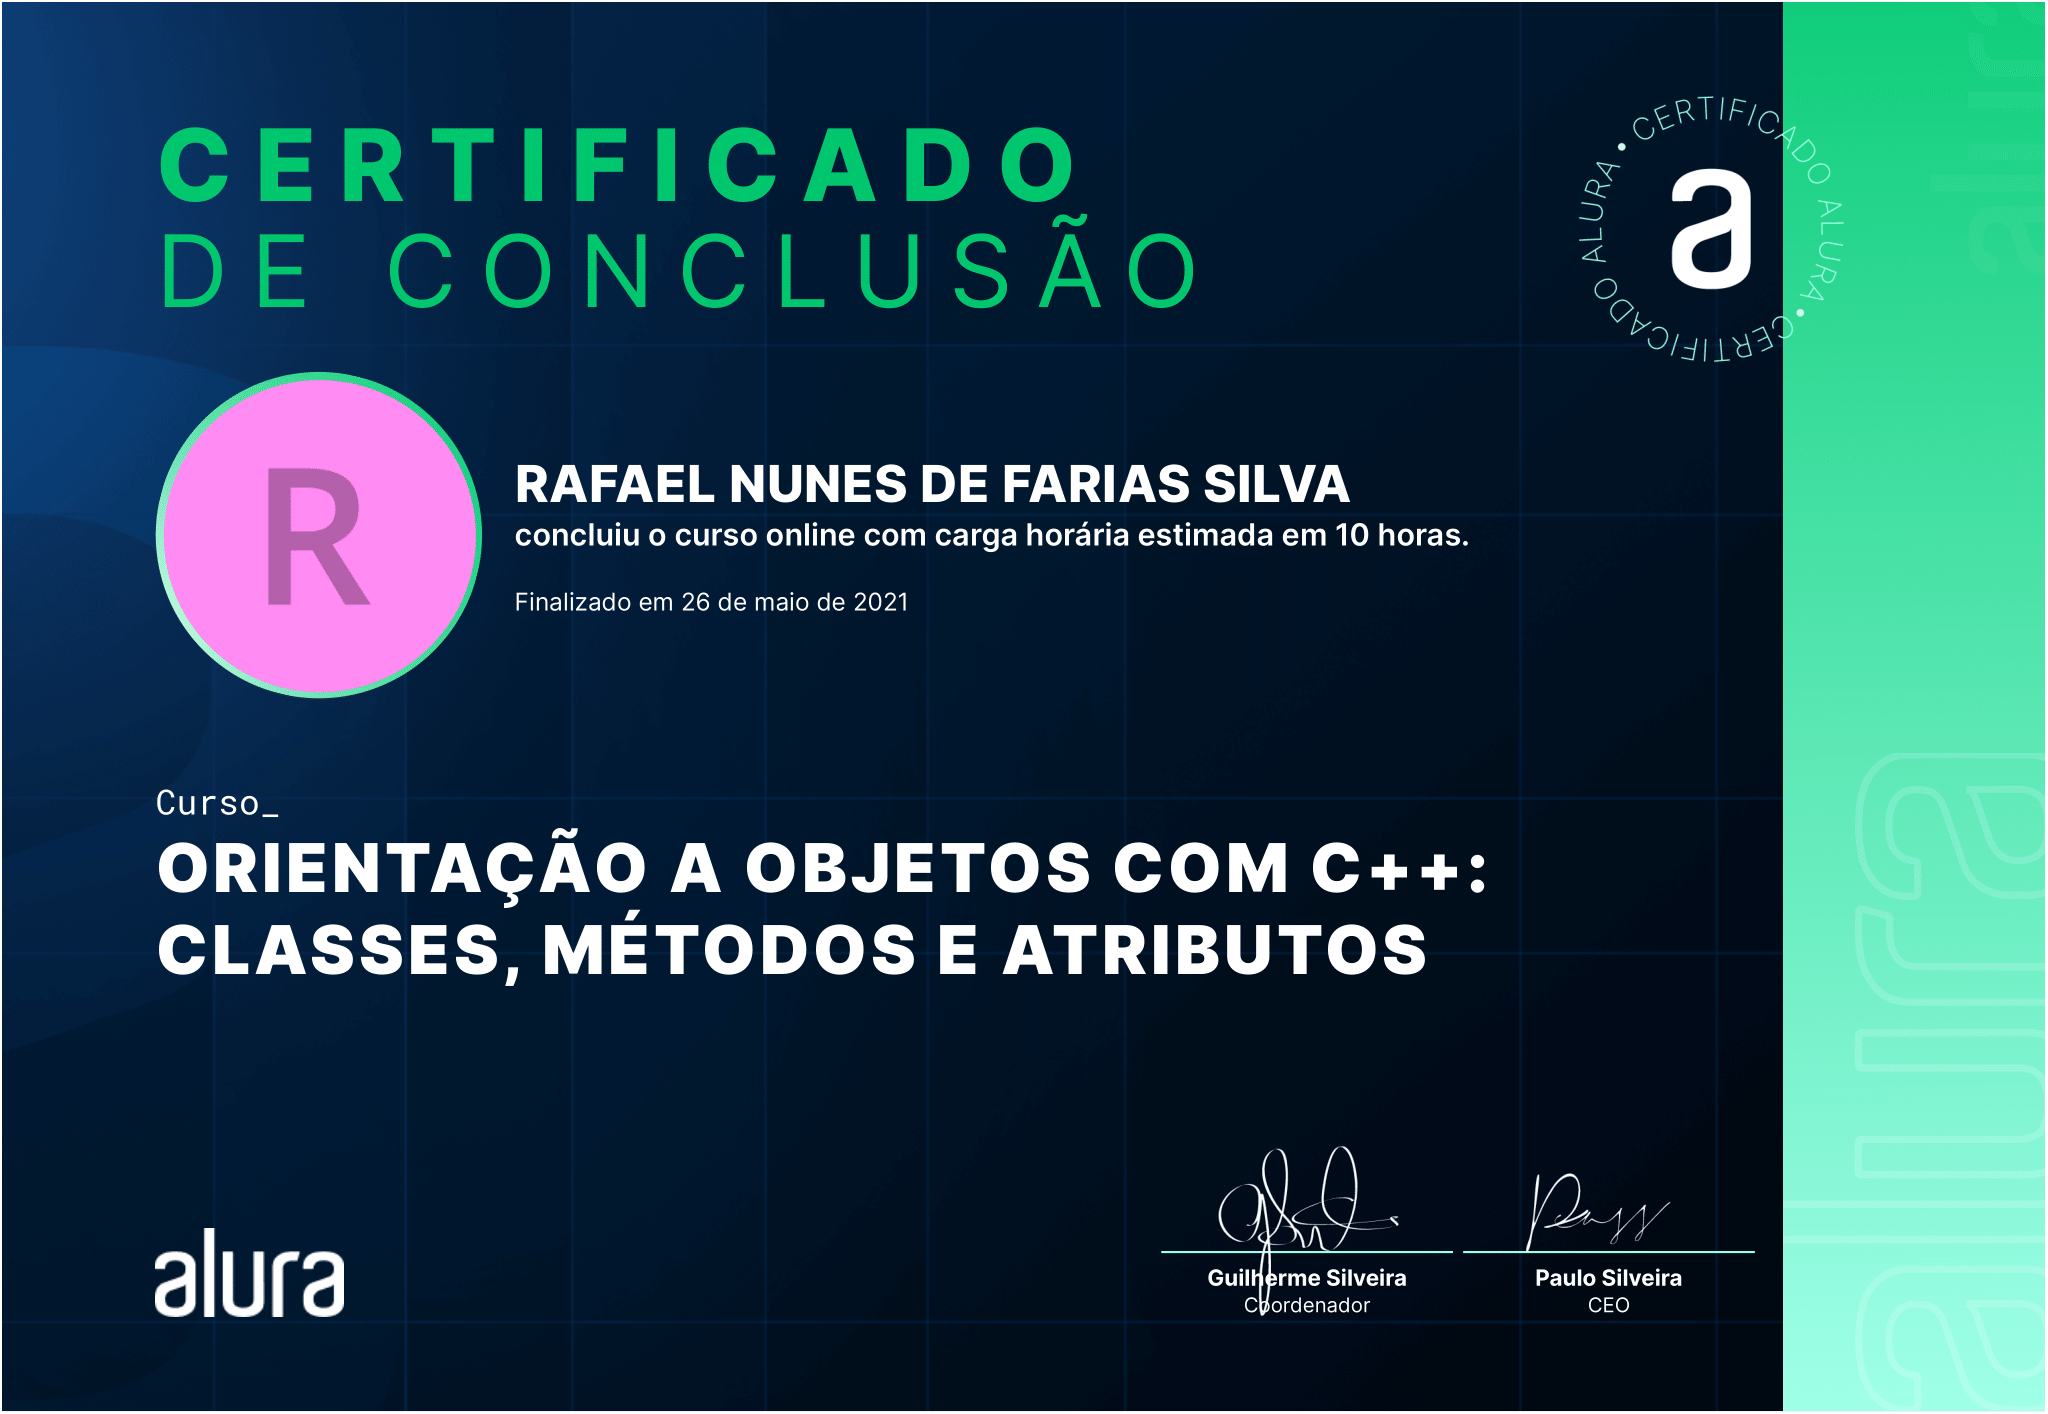 CERTIFICADO
DE CONCLUSÃO
CERTIFICADO ALURA • CERTIFICADO ALURA •
a
R
RAFAEL NUNES DE FARIAS SILVA
concluiu o curso online com carga horária estimada em 10 horas.
Finalizado em 26 de maio de 2021
Curso_
ORIENTAÇÃO A OBJETOS COM C++:
CLASSES, MÉTODOS E ATRIBUTOS
alura
Guilherme Silveira
Coordenador
Paulo Silveira
CEO
alura
alura